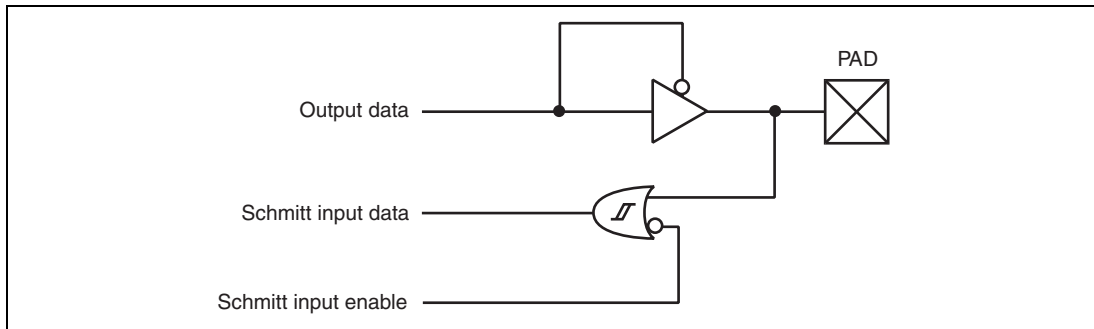 PAD
Output data
Schmitt input data
Schmitt input enable